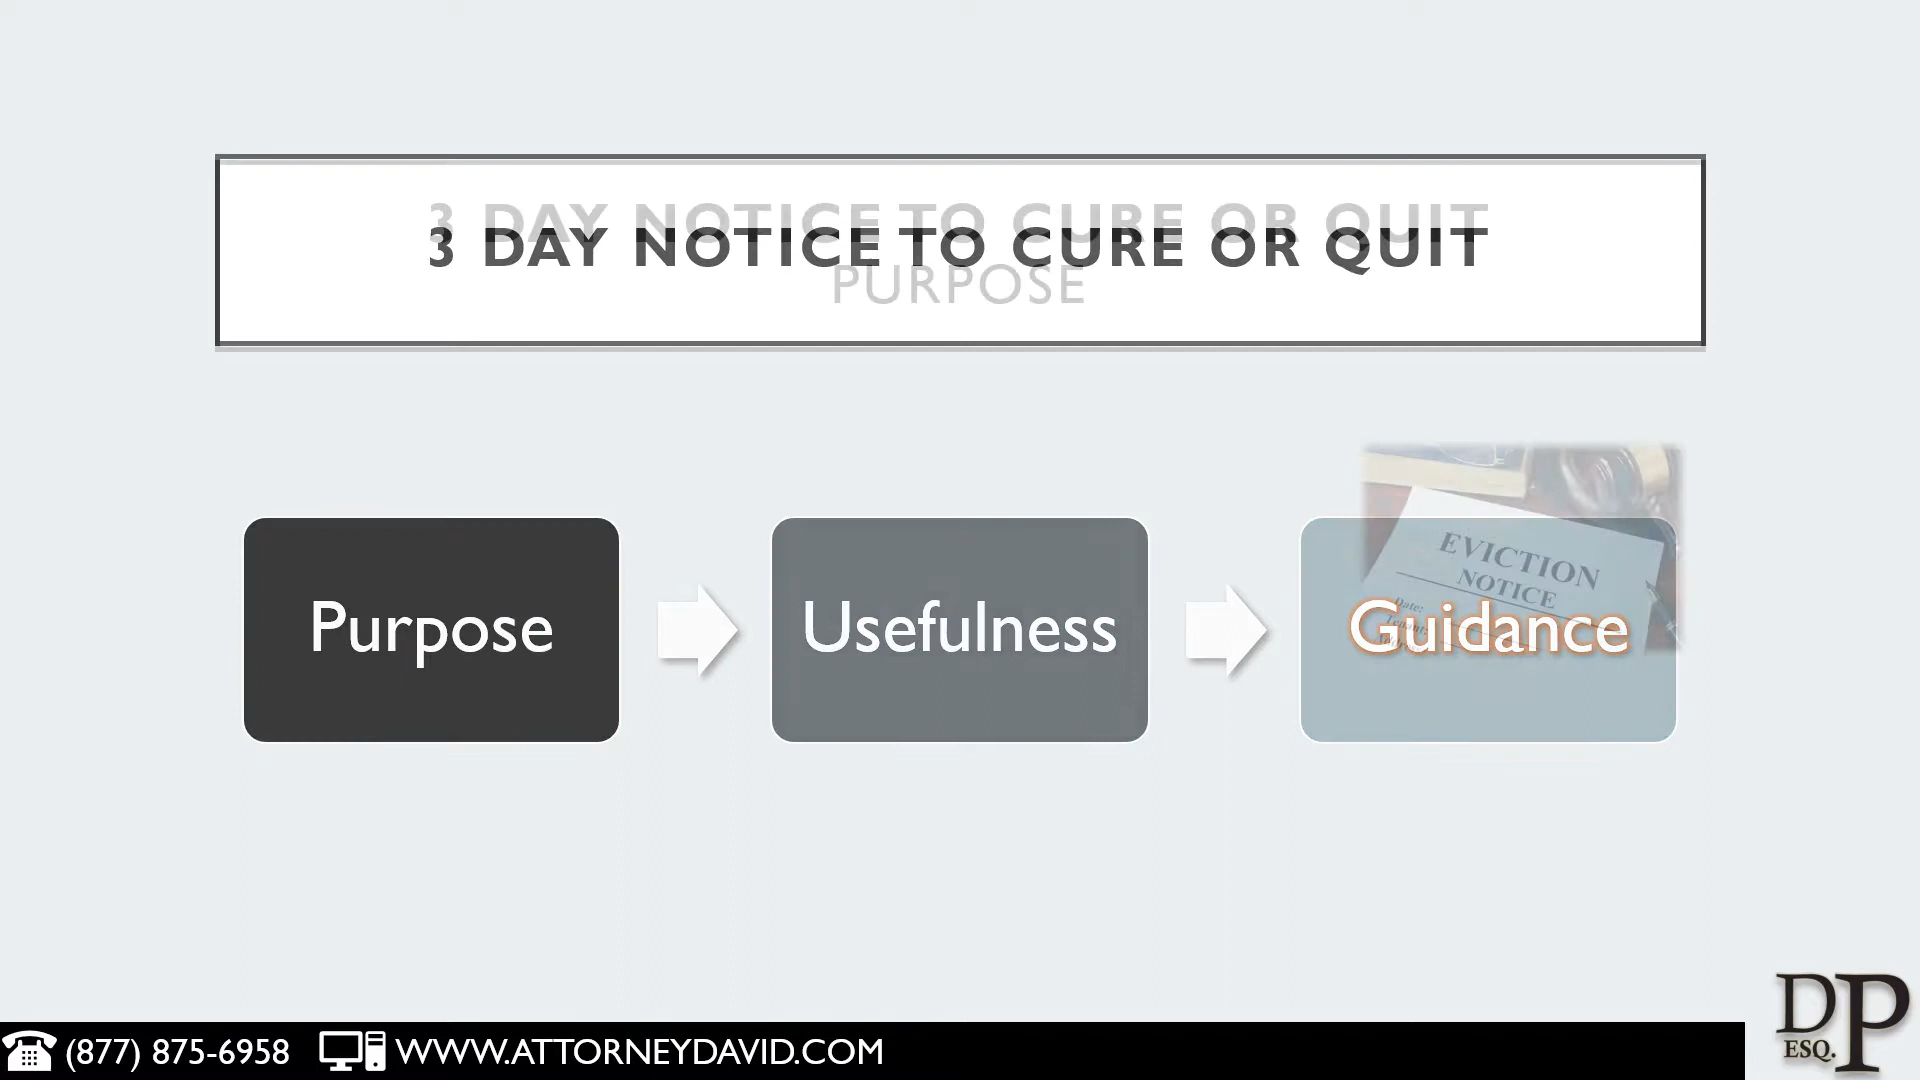 3 DAY NOTICE TO CURE OR QUIT
3 DAY NOTICE TO CURE OR QUIT
PURPOSE
EVICTION
NOTICE
Date:
Purpose
Usefulness
Guidance
(877) 875-6958 WWW.ATTORNEYDAVID.COM
DP
ESQ.